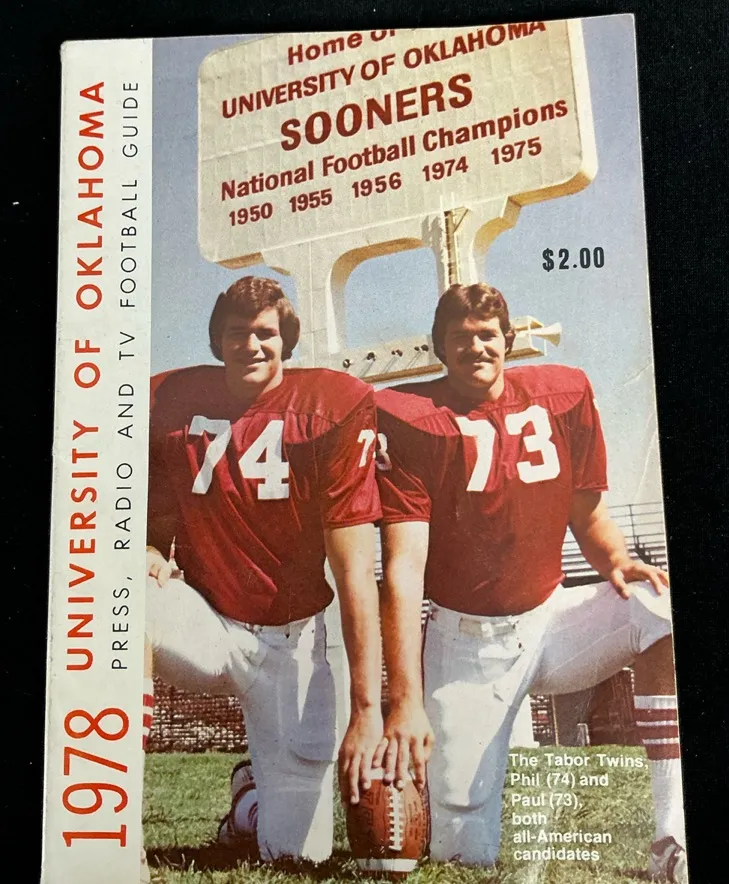 1978 UNIVERSITY OF OKLAHOMA
PRESS, RADIO AND TV FOOTBALL GUIDE
Home of
UNIVERSITY OF OKLAHOMA
SOONERS
National Football Champions
1950 1955 1956 1974 1975
$2.00
74
7
3
73
The Tabor Twins,
Phil (74) and
Paul (73),
both
all-American
candidates